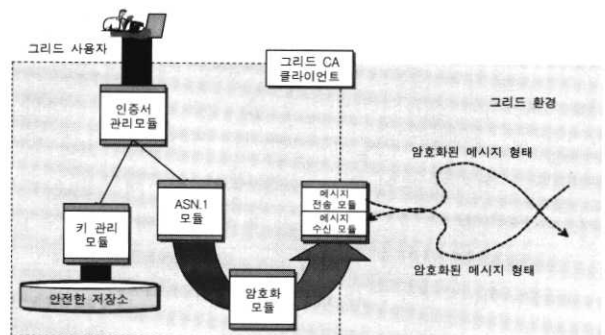 그리드 사용자
그리드 CA
클라이언트
그리드 환경
인증서
관리모듈
암호화된 메시지 형태
ASN.1
모듈
메시지
전송 모듈
메시지
수신 모듈
키 관리
모듈
암호화된 메시지 형태
안전한 저장소
암호화
모듈